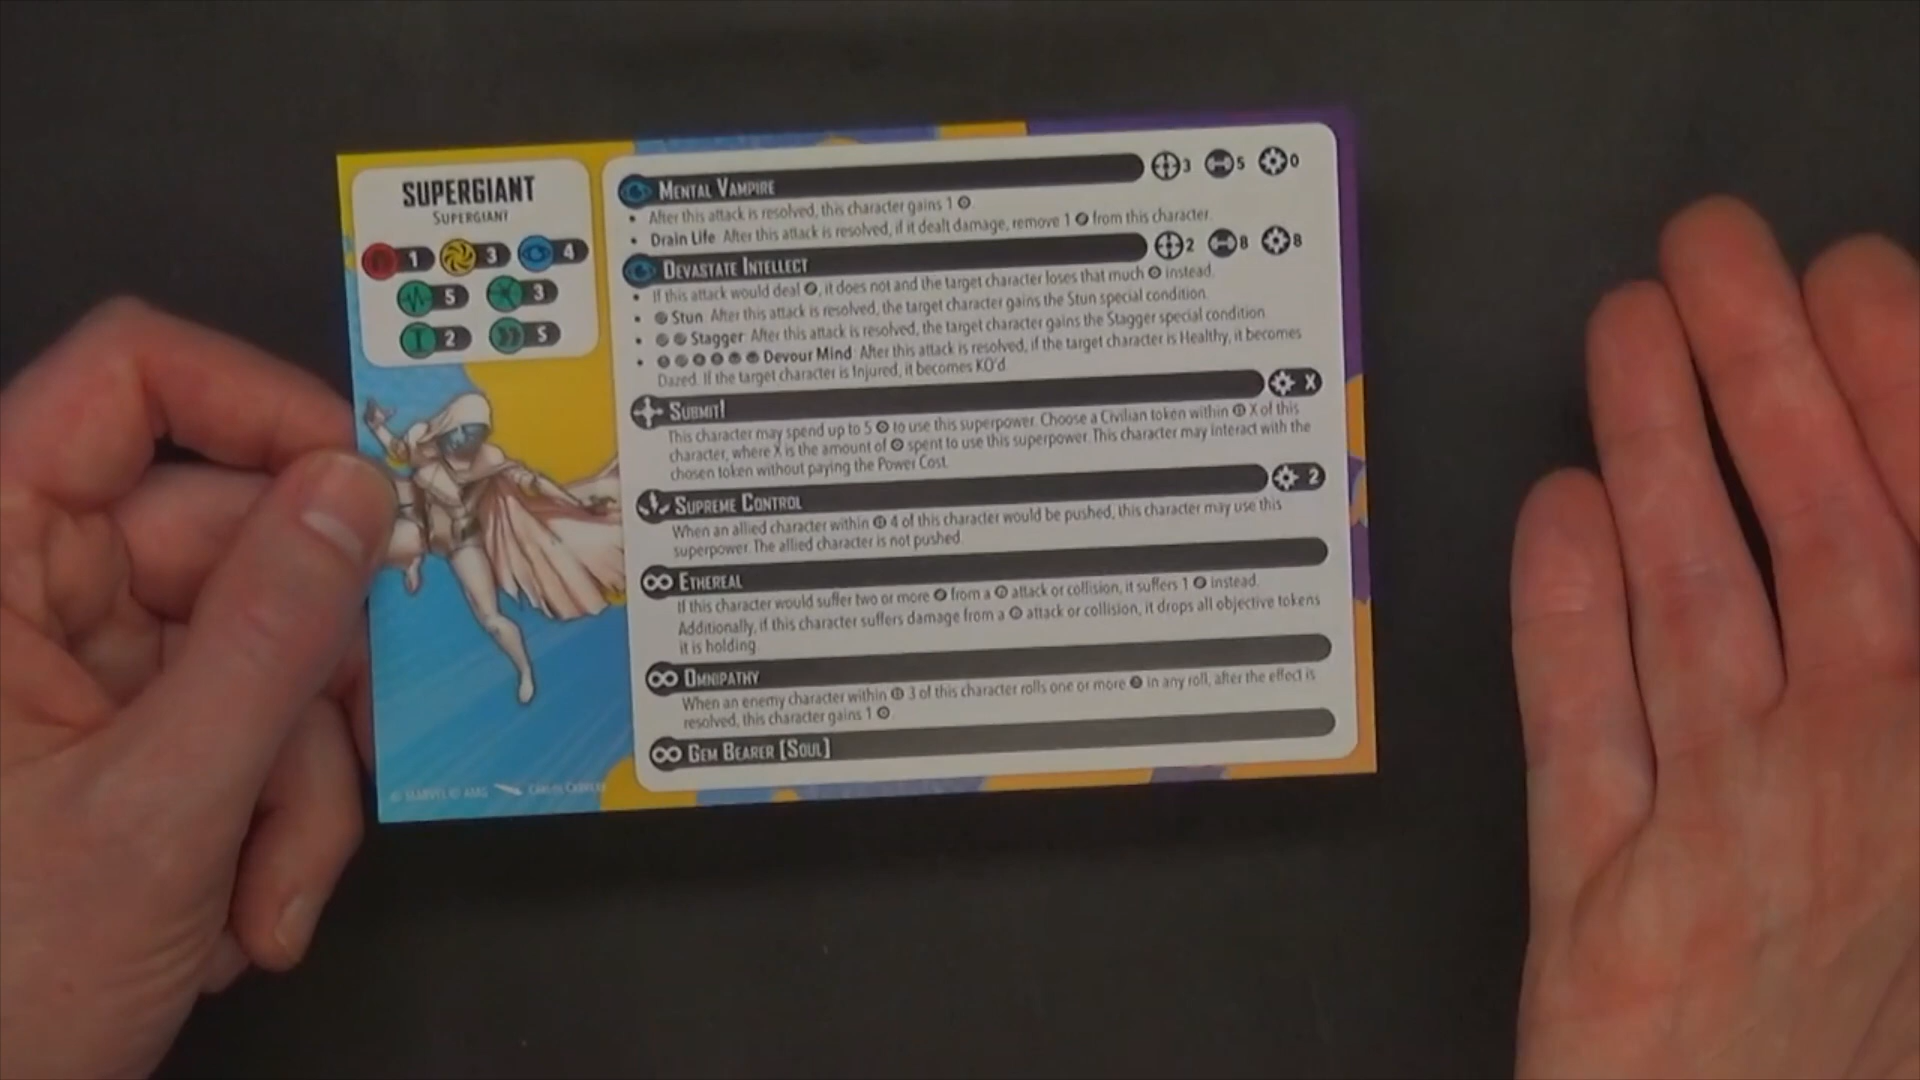 SUPERGIANT
SUPERGIANT
1 3 4
5 3
2 S
MENTAL VAMPIRE 3 5 0
• After this attack is resolved, this character gains 1
• Drain Life After this attack is resolved, if it dealt damage, remove 1 from this character.
DEVASTATE INTELLECT 2 8 8
• If this attack would deal , it does not and the target character loses that much instead.
• Stun After this attack is resolved, the target character gains the Stun special condition.
• Stagger After this attack is resolved, the target character gains the Stagger special condition.
• Devour Mind After this attack is resolved, if the target character is Healthy, it becomes
Dazed. If the target character is Injured, it becomes KO'd.
SUBMIT! X
This character may spend up to 5 to use this superpower. Choose a Civilian token within X of this
character, where X is the amount of spent to use this superpower. This character may interact with the
chosen token without paying the Power Cost.
SUPREME CONTROL 2
When an allied character within 4 of this character would be pushed, this character may use this
superpower. The allied character is not pushed.
ETHEREAL
If this character would suffer two or more from a attack or collision, it suffers 1 instead.
Additionally, if this character suffers damage from a attack or collision, it drops all objective tokens
it is holding.
OMNIPATHY
When an enemy character within 3 of this character rolls one or more in any roll, after the effect is
resolved, this character gains 1
GEM BEARER [SOUL]
© MARVEL © AMG